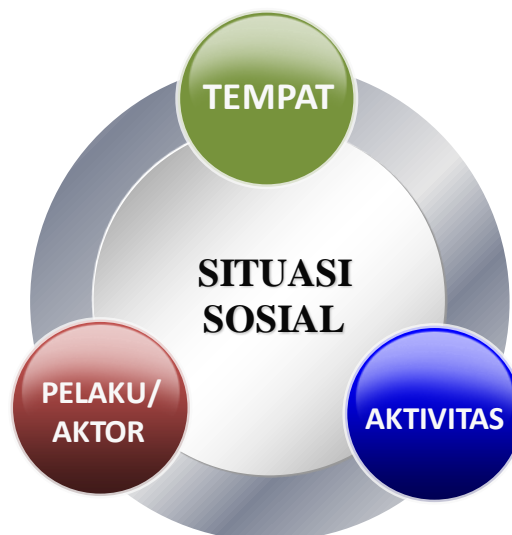 TEMPAT
SITUASI
SOSIAL
PELAKU/
AKTOR
AKTIVITAS